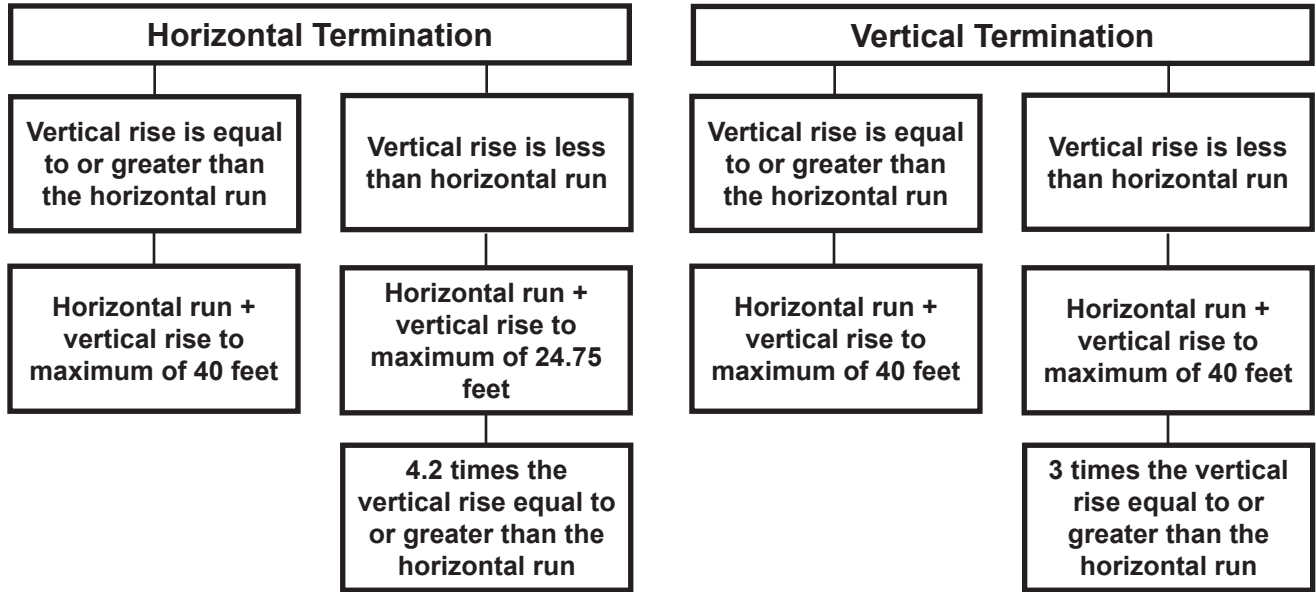 Horizontal Termination
Vertical rise is equal
to or greater than
the horizontal run
Horizontal run +
vertical rise to
maximum of 40 feet
Vertical rise is less
than horizontal run
Horizontal run +
vertical rise to
maximum of 24.75
feet
4.2 times the
vertical rise equal to
or greater than the
horizontal run
Vertical Termination
Vertical rise is equal
to or greater than
the horizontal run
Horizontal run +
vertical rise to
maximum of 40 feet
Vertical rise is less
than horizontal run
Horizontal run +
vertical rise to
maximum of 40 feet
3 times the vertical
rise equal to or
greater than the
horizontal run